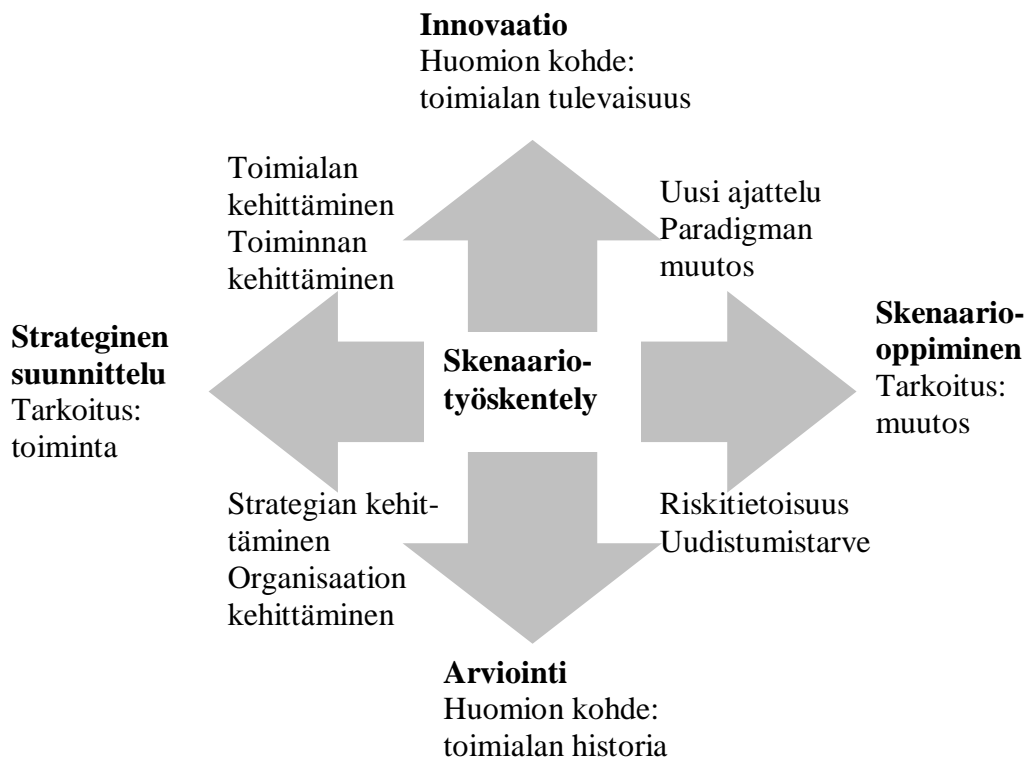 Innovaatio
Huomion kohde:
toimialan tulevaisuus
Toimialan
kehittäminen
Toiminnan
kehittäminen
Uusi ajattelu
Paradigman
muutos
Strateginen
suunnittelu
Tarkoitus:
toiminta
Skenaario-
työskentely
Skenaario-
oppiminen
Tarkoitus:
muutos
Strategian kehit-
täminen
Organisaation
kehittäminen
Riskitietoisuus
Uudistumistarve
Arviointi
Huomion kohde:
toimialan historia